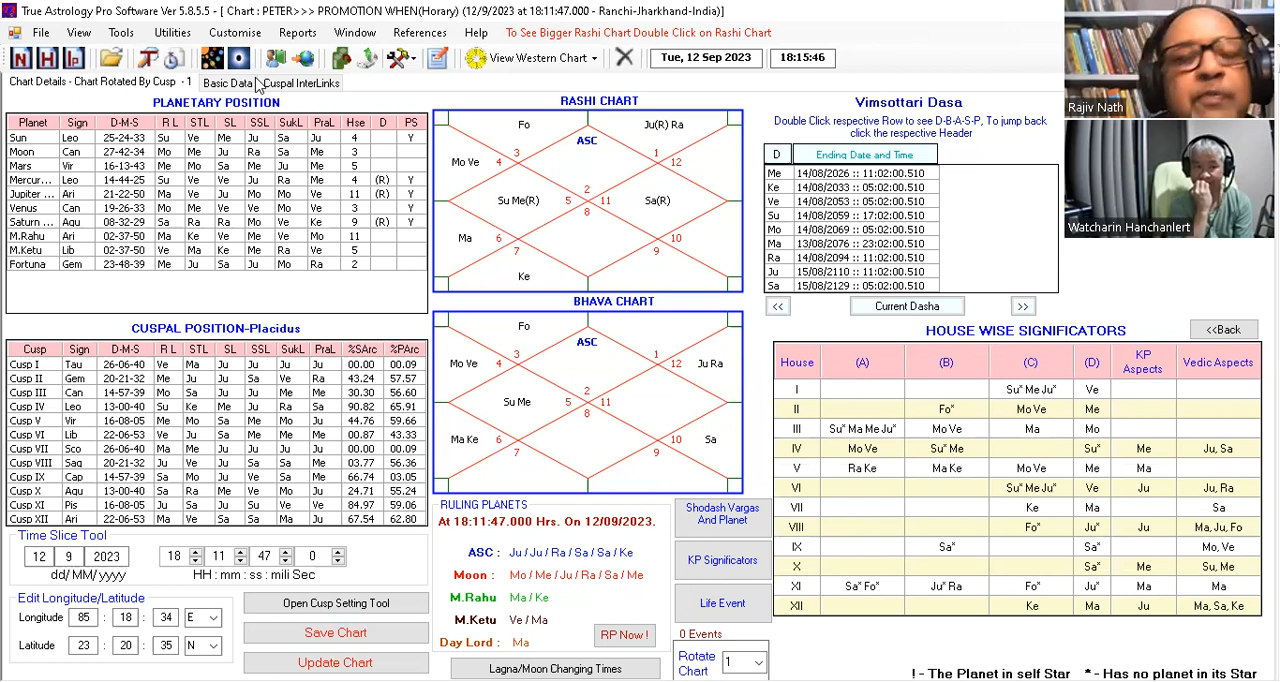 True Astrology Pro Software Ver 5.8.5.5 - [ Chart : PETER>>> PROMOTION WHEN(Horary) (12/9/2023 @ 18:11:47.000 - Ranchi-Jharkhand-India)]
File View Tools Utilities Customise Reports Window References Help To See Bigger Rashi Chart Double Click on Rashi Chart
N H Ip View Western Chart Tue, 12 Sep 2023 18:15:46
Chart Details - Chart Rotated By Cusp - 1 Basic Data Cuspal InterLinks
PLANETARY POSITION
Planet Sign D-M-S R L STL SL SSL SukL PraL Hse D PS
Sun Leo 25-24-33 Su Ve Me Ju Sa Ju 4 Y
Moon Can 27-42-34 Mo Me Ju Ra Sa Me 3
Mars Vir 16-13-43 Me Mo Sa Me Ju Me 5
Mercur... Leo 14-44-25 Su Ve Ve Ju Ra Me 4 (R) Y
Jupiter ... Ari 21-22-50 Ma Ve Ju Mo Mo Ve 11 (R) Y
Venus Can 19-26-33 Mo Me Ve Ve Mo Ju 3 Y
Saturn ... Aqu 08-32-29 Sa Ra Ra Mo Ve Ke 9 (R) Y
M.Rahu Ari 02-37-50 Ma Ke Ve Me Ve Mo 11
M.Ketu Lib 02-37-50 Ve Ma Ke Me Ra Ve 5
Fortuna Gem 23-48-39 Me Ju Sa Ju Mo Ra 2
CUSPAL POSITION-Placidus
Cusp Sign D-M-S R L STL SL SSL SukL PraL %SArc %PArc
Cusp I Tau 26-06-40 Ve Ma Ju Ju Ve Ju 00.00 00.09
Cusp II Gem 20-21-32 Me Ju Ju Sa Ve Ra 43.24 57.57
Cusp III Can 14-57-39 Mo Sa Ju Ju Sa Me 30.30 56.60
Cusp IV Leo 13-00-40 Su Ke Me Ju Ra Ju 90.82 65.91
Cusp V Vir 16-08-05 Me Mo Sa Ju Ju Me 44.76 59.66
Cusp VI Lib 22-06-53 Ve Ju Sa Me Me Me 00.87 43.33
Cusp VII Sco 26-06-40 Ma Me Ju Ju Ve Ju 00.00 00.09
Cusp VIII Sag 20-21-32 Ju Ve Ju Sa Sa Me 03.77 56.36
Cusp IX Cap 14-57-39 Sa Mo Ju Ve Sa Ra 66.74 03.05
Cusp X Aqu 13-00-40 Sa Ra Me Ve Mo Ju 24.71 55.24
Cusp XI Pis 16-08-05 Ju Sa Ju Su Mo Ju 84.97 59.06
Cusp XII Ari 22-06-53 Ma Ve Sa Sa Ma Sa 67.54 62.80
Time Slice Tool
12 9 2023 18 11 47 0
dd/ MM/ yyyy HH : mm : ss : mili Sec
Edit Longitude/Latitude
Longitude 85 : 18 : 34 E
Latitude 23 : 20 : 35 N
Open Cusp Setting Tool
Save Chart
Update Chart
RASHI CHART
Fo Ju(R) Ra
ASC
3 1
Mo Ve 4 12
2
Su Me(R) 5 11 Sa(R)
8
Ma 6 10
7 9
Ke
BHAVA CHART
Fo
ASC
3 1
Mo Ve 4 12 Ju Ra
2
Su Me 5 11
8
Ma Ke 6 10 Sa
7 9
RULING PLANETS
At 18:11:47.000 Hrs. On 12/09/2023.
ASC : Ju / Ju / Ra / Sa / Sa / Ke
Moon : Mo / Me / Ju / Ra / Sa / Me
M.Rahu : Ma / Ke
M.Ketu : Ve / Ma
Day Lord : Ma
RP Now !
Lagna/Moon Changing Times
Shodash Vargas And Planet
KP Significators
Life Event
0 Events
Rotate Chart 1
Vimsottari Dasa
Double Click respective Row to see D-B-A-S-P, To jump back
click the respective Header
D Ending Date and Time
Me 14/08/2026 :: 11:02:00.510
Ke 14/08/2033 :: 05:02:00.510
Ve 14/08/2053 :: 05:02:00.510
Su 14/08/2059 :: 17:02:00.510
Mo 14/08/2069 :: 05:02:00.510
Ma 13/08/2076 :: 23:02:00.510
Ra 14/08/2094 :: 11:02:00.510
Ju 15/08/2110 :: 11:02:00.510
Sa 15/08/2129 :: 05:02:00.510
<< Current Dasha >>
HOUSE WISE SIGNIFICATORS <<Back
House (A) (B) (C) (D) KP Aspects Vedic Aspects
I Su* Me Ju* Ve
II Fo* Mo Ve Me
III Su* Ma Me Ju* Mo Ve Ma Mo
IV Mo Ve Su* Me Su* Me Ju, Sa
V Ra Ke Ma Ke Mo Ve Me Ma
VI Su* Me Ju* Ve Ju Ju, Ra
VII Ke Ma Sa
VIII Fo* Ju* Ju Ma, Ju, Fo
IX Sa* Sa* Mo, Ve
X Sa* Me Su, Me
XI Sa* Fo* Ju* Ra Fo* Ju* Ma Ma
XII Ke Ma Ju Ma, Sa, Ke
! - The Planet in self Star * - Has no planet in its Star
Rajiv Nath
Watcharin Hanchanlert